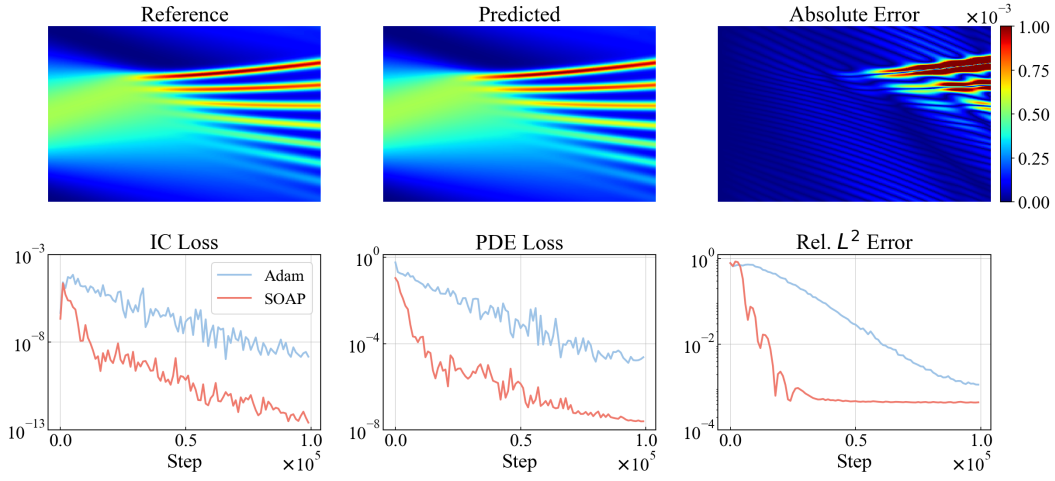 Reference
Predicted
Absolute Error
×10⁻³
1.00
0.75
0.50
0.25
0.00
IC Loss
PDE Loss
Rel. L² Error
10⁻³
10⁻⁸
10⁻¹³
Adam
SOAP
0.0
0.5
1.0
Step
×10⁵
10⁰
10⁻⁴
10⁻⁸
0.0
0.5
1.0
Step
×10⁵
10⁰
10⁻²
10⁻⁴
0.0
0.5
1.0
Step
×10⁵